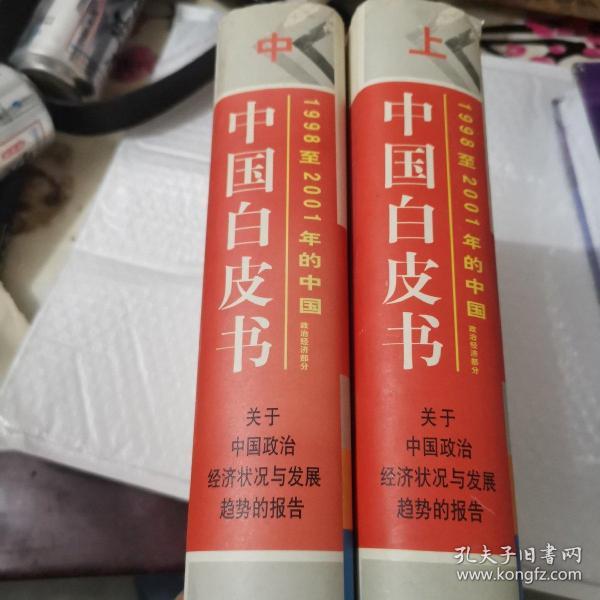 中
中国白皮书
1998至2001年的中国
政治经济部分
关于
中国政治
经济状况与发展
趋势的报告
上
中国白皮书
1998至2001年的中国
政治经济部分
关于
中国政治
经济状况与发展
趋势的报告
孔夫子旧书网
www.kongfz.com